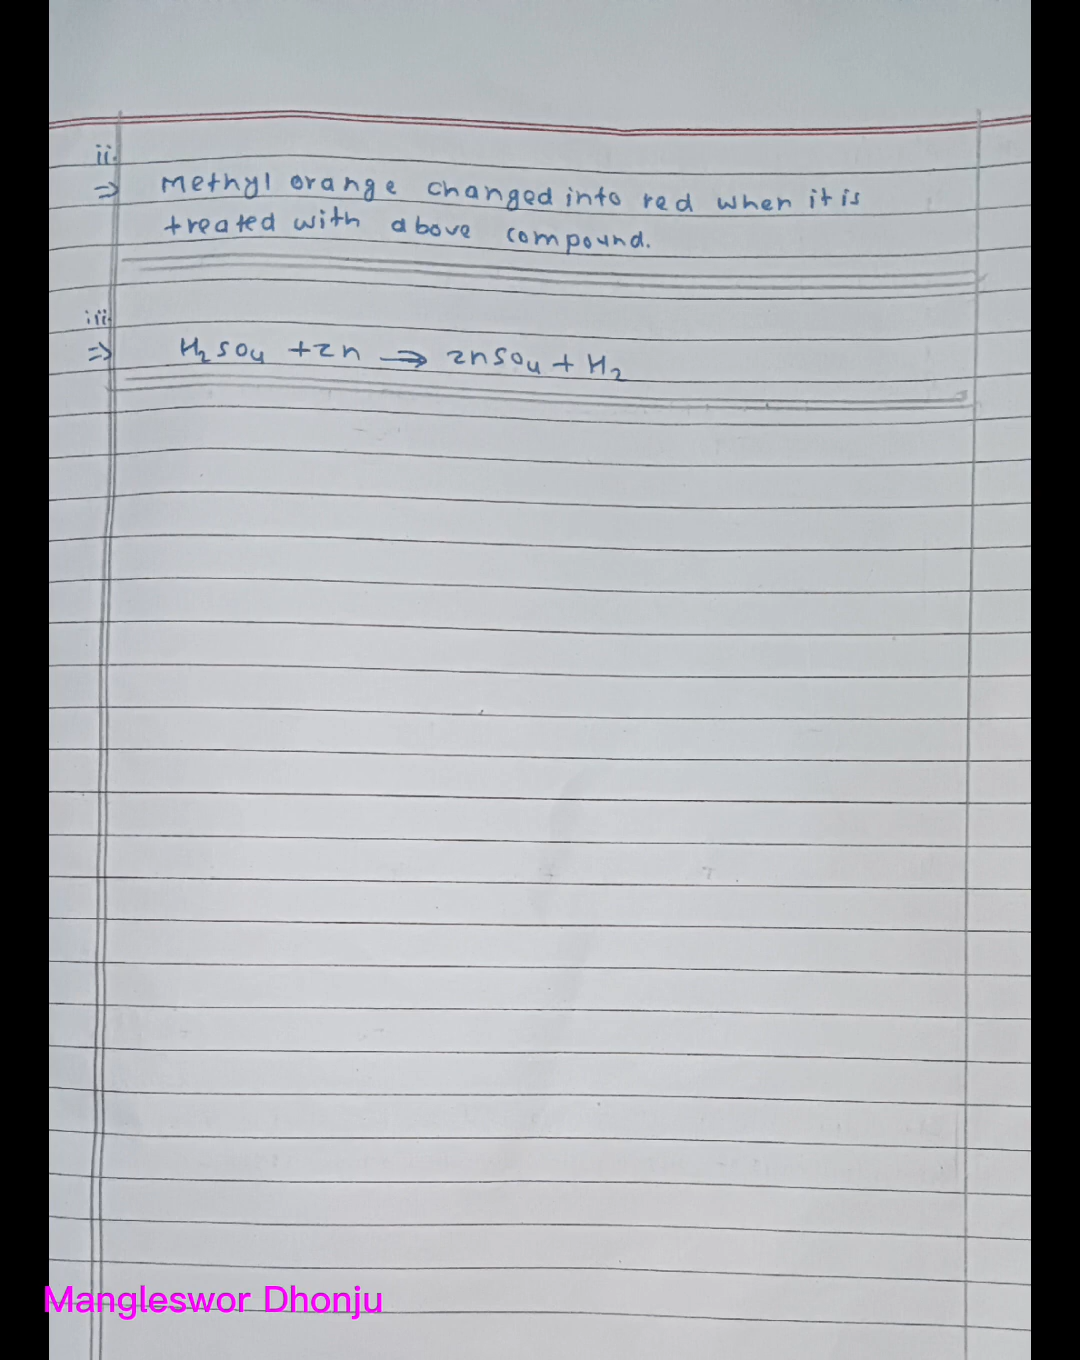 ii.
=> Methyl orange changed into red when it is
treated with above compound.
iii.
=> H₂SO₄ + Zn → ZnSO₄ + H₂
Mangleswor Dhonju